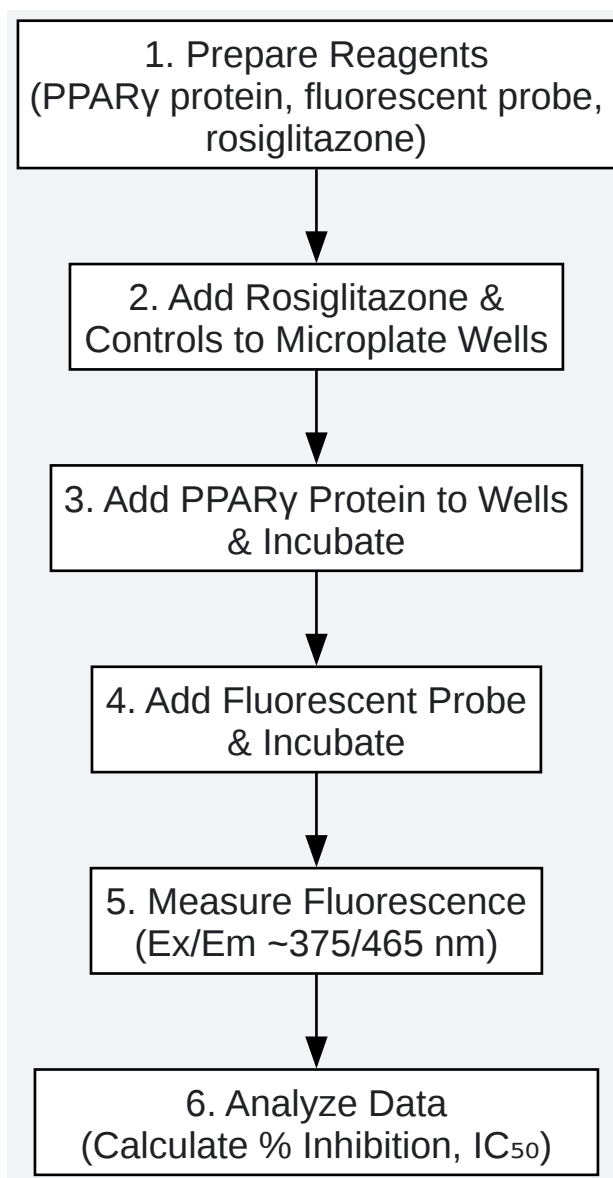 1. Prepare Reagents
(PPARγ protein, fluorescent probe,
rosiglitazone)
2. Add Rosiglitazone &
Controls to Microplate Wells
3. Add PPARγ Protein to Wells
& Incubate
4. Add Fluorescent Probe
& Incubate
5. Measure Fluorescence
(Ex/Em ~375/465 nm)
6. Analyze Data
(Calculate % Inhibition, IC₅₀)